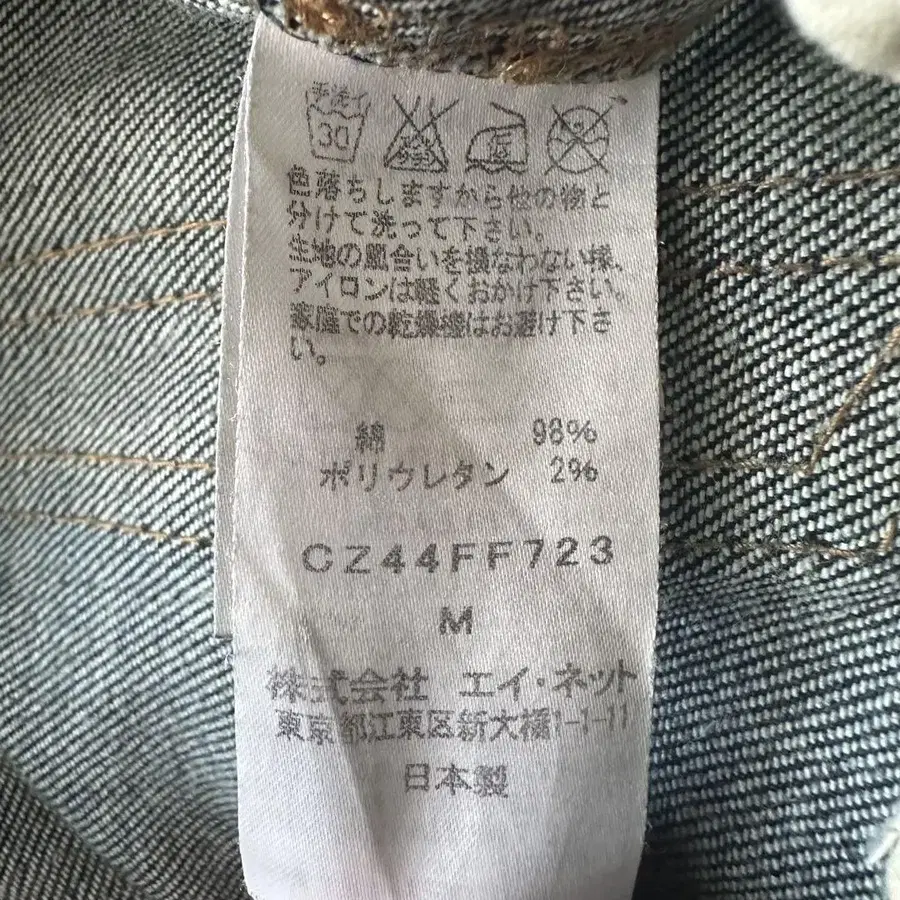 手洗イ
30
色落ちしますから他の物と
分けて洗って下さい。
生地の風合いを損なわない様、
アイロンは軽くおかけ下さい。
家庭での乾燥機はお避け下さ
い。
綿 98%
ポリウレタン 2%
CZ44FF723
M
株式会社 エイ・ネット
東京都江東区新大橋1-1-11
日本製